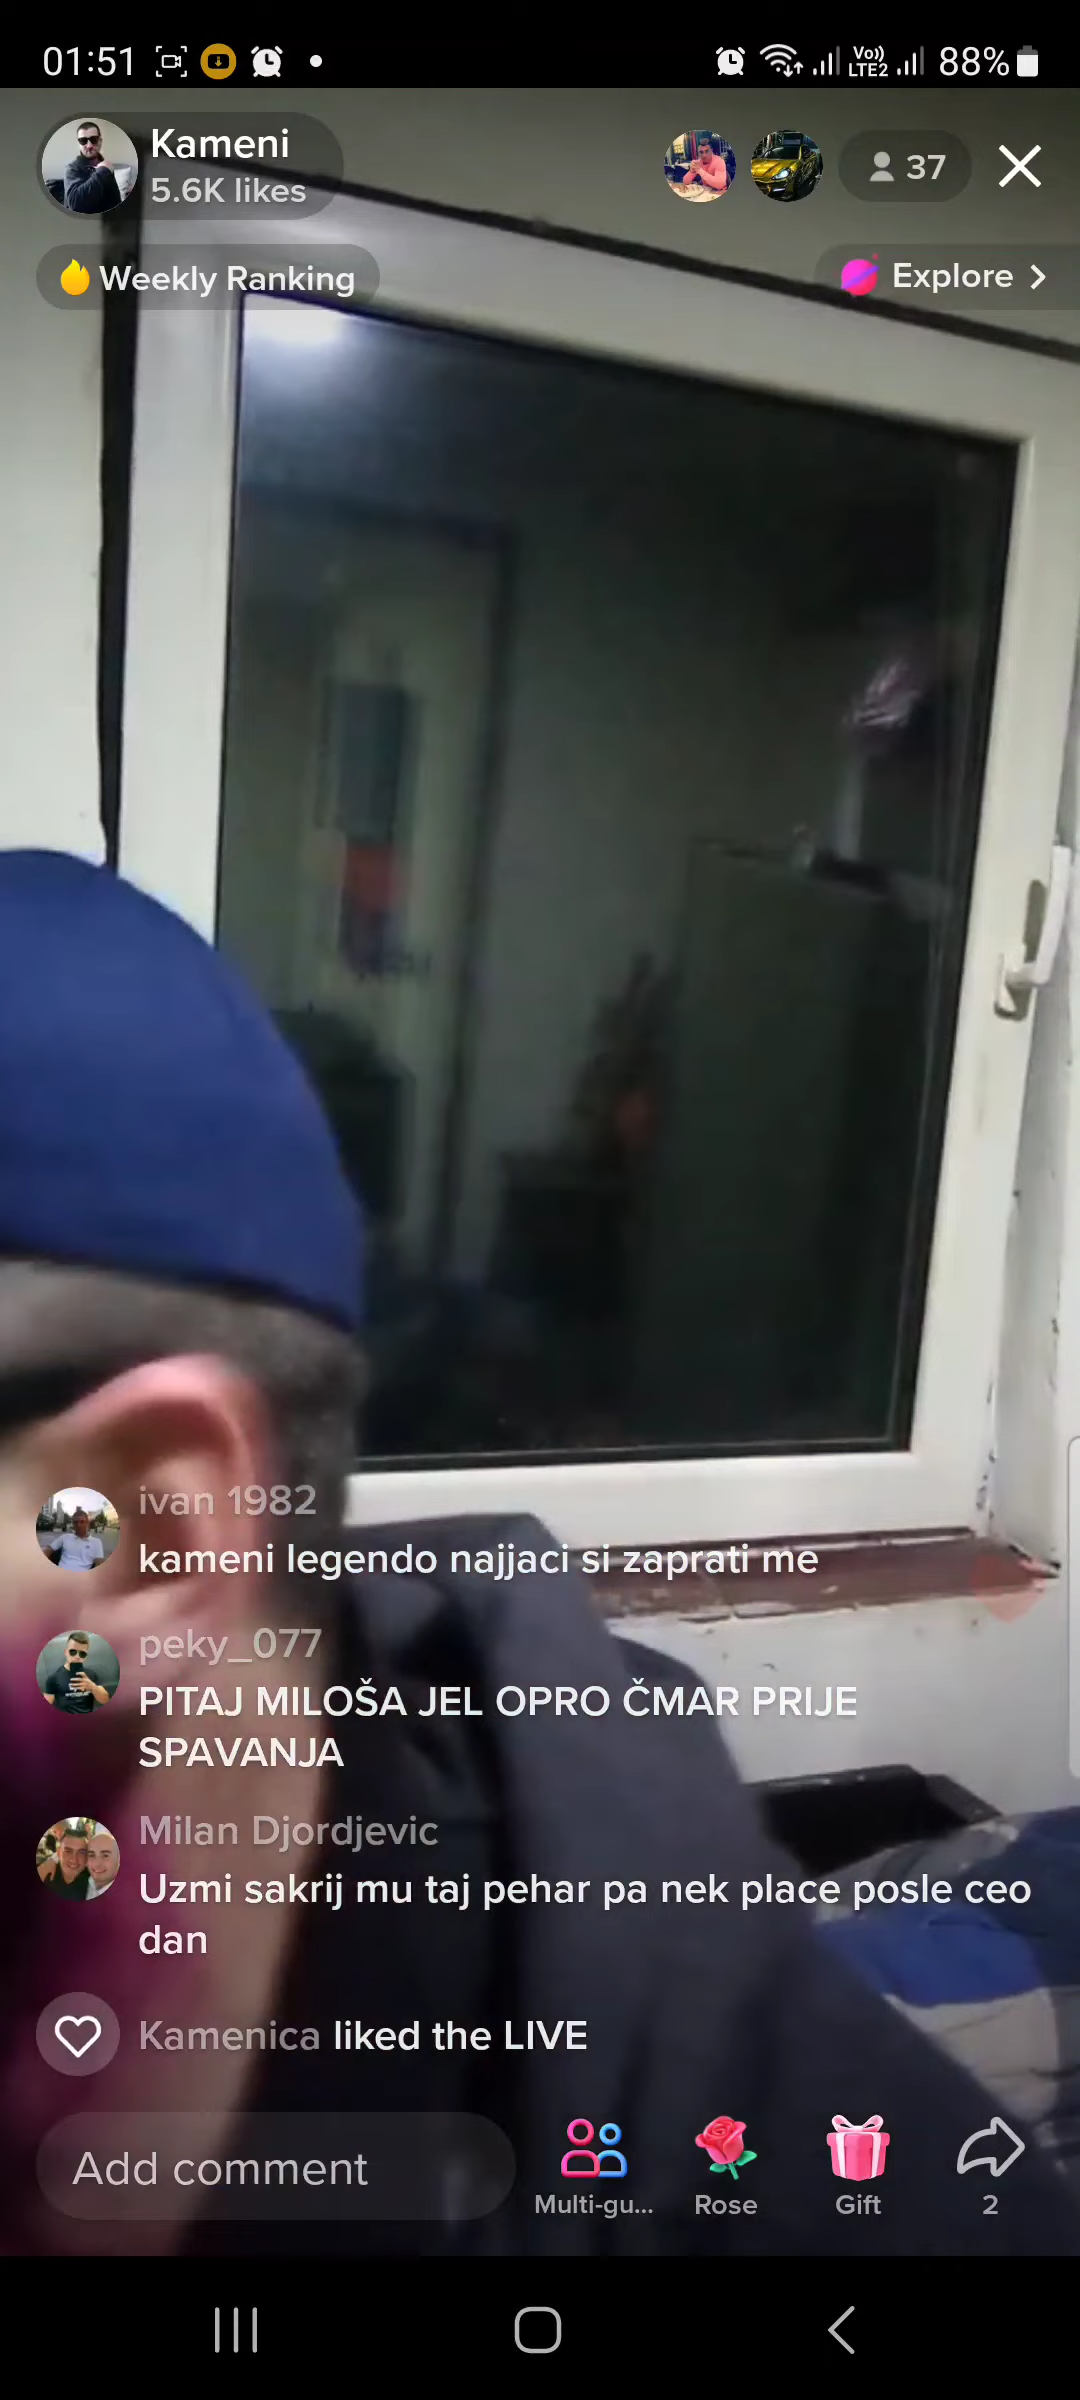 01:51
Vo)) LTE2 88%
Kameni
5.6K likes
37
Weekly Ranking
Explore
ivan 1982
kameni legendo najjaci si zaprati me
peky_077
PITAJ MILOŠA JEL OPRO ČMAR PRIJE
SPAVANJA
Milan Djordjevic
Uzmi sakrij mu taj pehar pa nek place posle ceo
dan
Kamenica liked the LIVE
Add comment
Multi-gu...
Rose
Gift
2